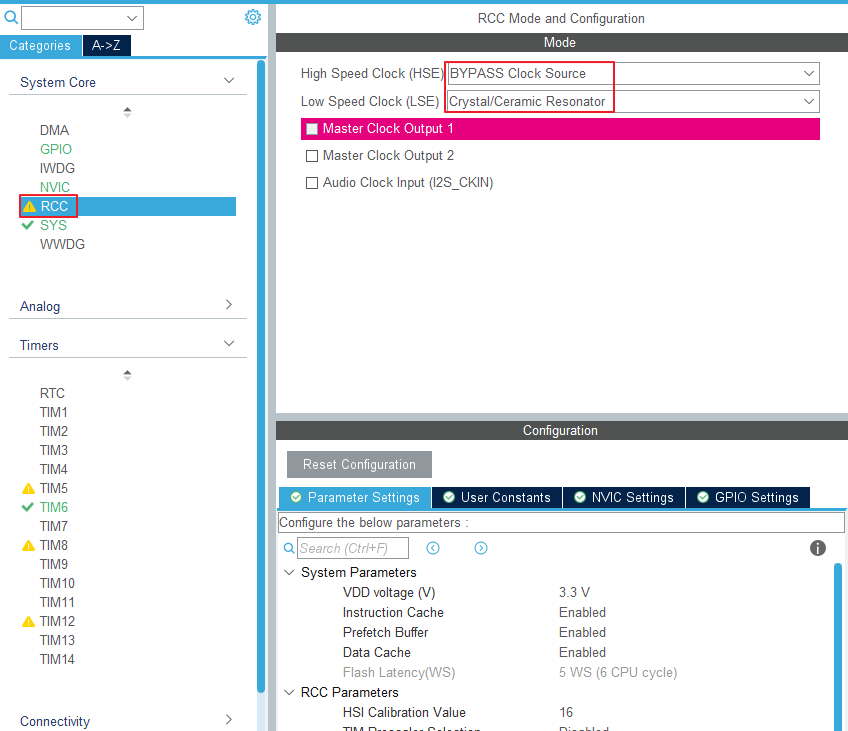 Categories
A->Z
System Core
DMA
GPIO
IWDG
NVIC
RCC
SYS
WWDG
Analog
Timers
RTC
TIM1
TIM2
TIM3
TIM4
TIM5
TIM6
TIM7
TIM8
TIM9
TIM10
TIM11
TIM12
TIM13
TIM14
Connectivity
RCC Mode and Configuration
Mode
High Speed Clock (HSE) BYPASS Clock Source
Low Speed Clock (LSE) Crystal/Ceramic Resonator
Master Clock Output 1
Master Clock Output 2
Audio Clock Input (I2S_CKIN)
Configuration
Reset Configuration
Parameter Settings
User Constants
NVIC Settings
GPIO Settings
Configure the below parameters :
Search (Ctrl+F)
System Parameters
VDD voltage (V) 3.3 V
Instruction Cache Enabled
Prefetch Buffer Enabled
Data Cache Enabled
Flash Latency(WS) 5 WS (6 CPU cycle)
RCC Parameters
HSI Calibration Value 16
TIM Prescaler Selection Disabled